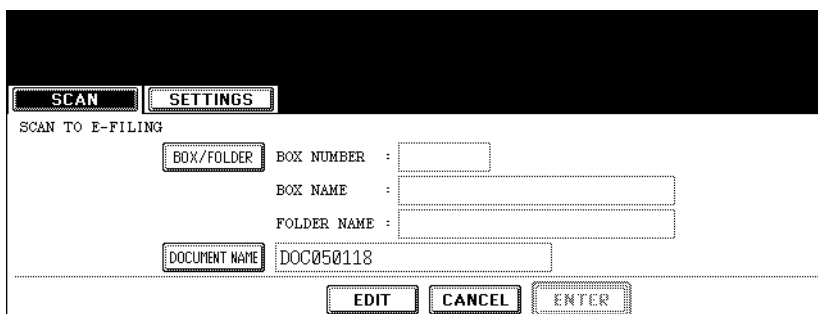 SCAN SETTINGS
SCAN TO E-FILING
BOX/FOLDER BOX NUMBER :
BOX NAME :
FOLDER NAME :
DOCUMENT NAME DOC050118
EDIT CANCEL ENTER